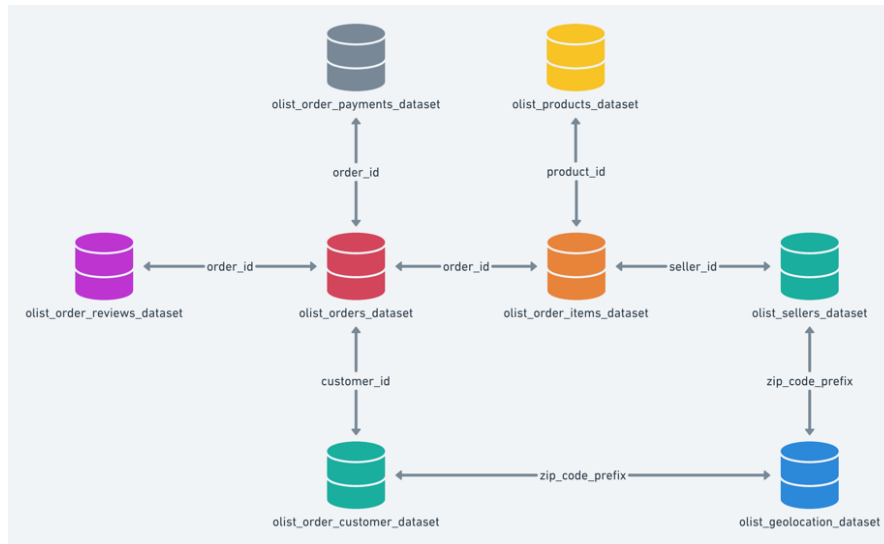 olist_order_payments_dataset
olist_products_dataset
order_id
product_id
order_id
order_id
seller_id
olist_order_reviews_dataset
olist_orders_dataset
olist_order_items_dataset
olist_sellers_dataset
customer_id
zip_code_prefix
zip_code_prefix
olist_order_customer_dataset
olist_geolocation_dataset